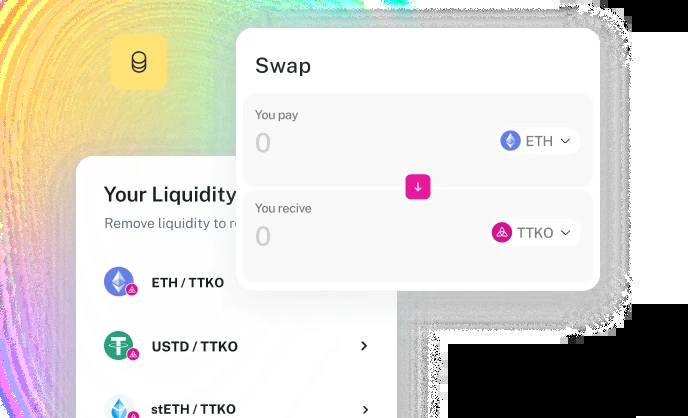 Swap
You pay
0
ETH
You recive
0
TTKO
Your Liquidity
Remove liquidity to
ETH / TTKO
USTD / TTKO
stETH / TTKO